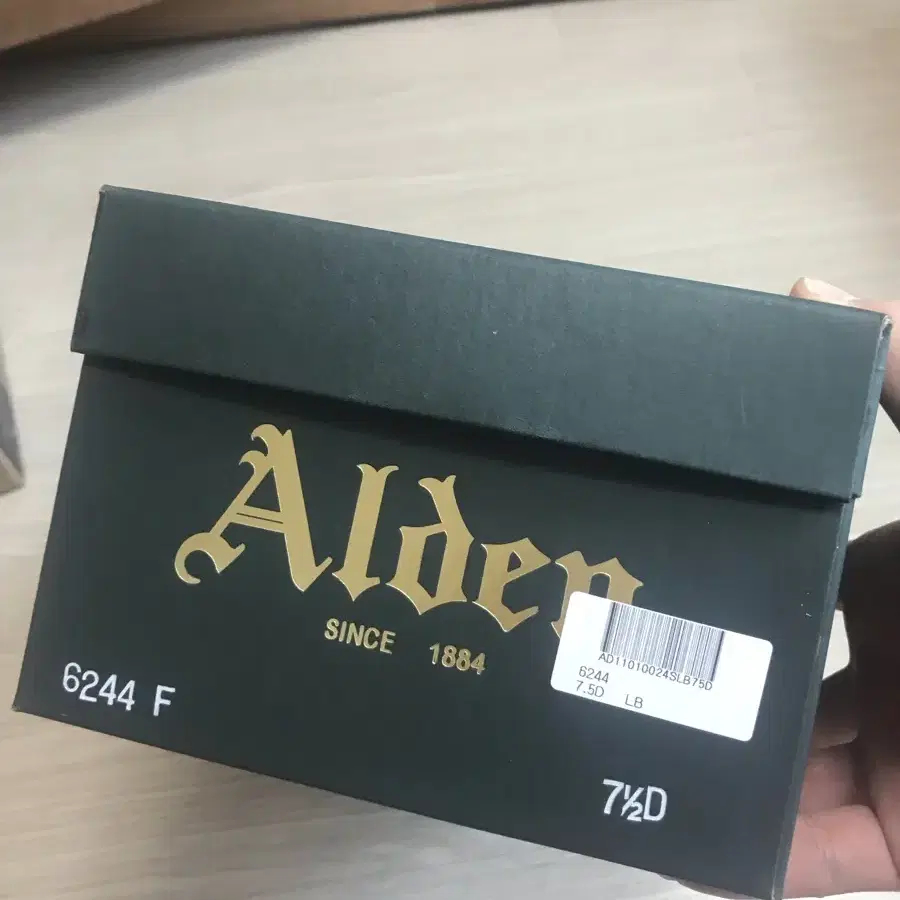 Alden
SINCE 1884
AD11010024SLB75D
6244
7.5D LB
6244 F
7½D